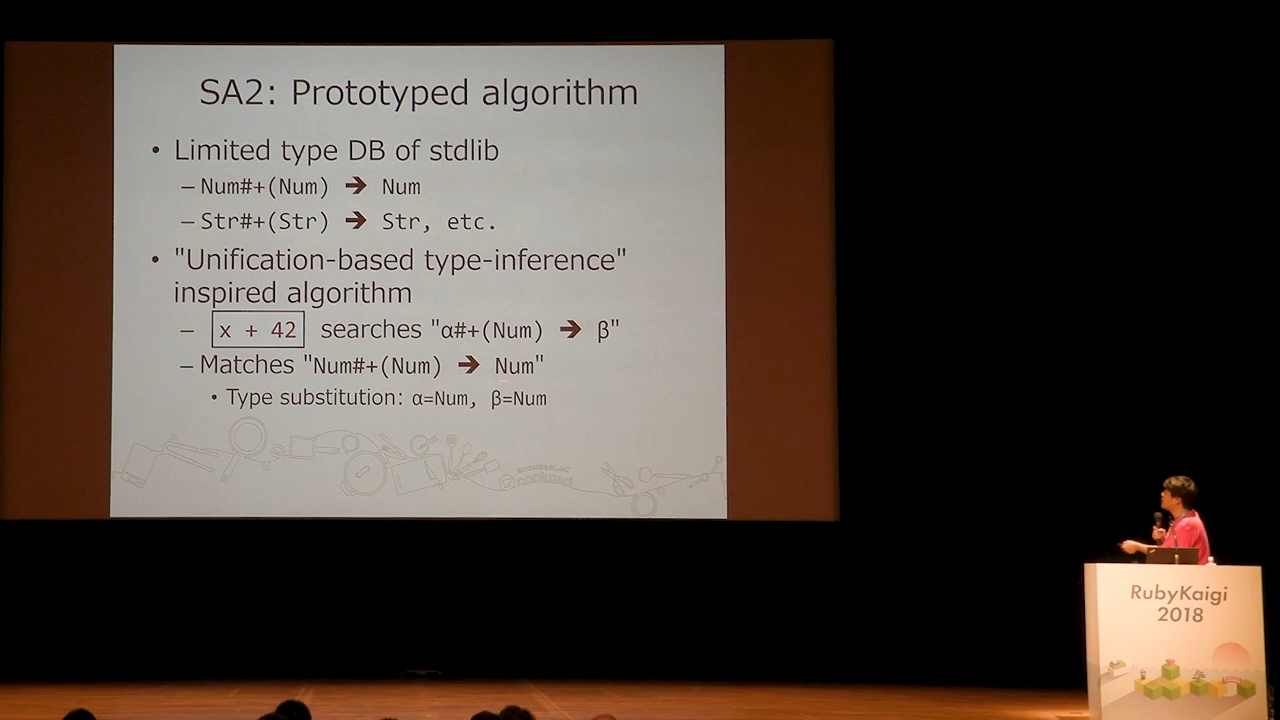 SA2: Prototyped algorithm
• Limited type DB of stdlib
– Num#+(Num) ➔ Num
– Str#+(Str) ➔ Str, etc.
• "Unification-based type-inference"
inspired algorithm
– x + 42 searches "α#+(Num) ➔ β"
– Matches "Num#+(Num) ➔ Num"
• Type substitution: α=Num, β=Num
cookpad
RubyKaigi
2018